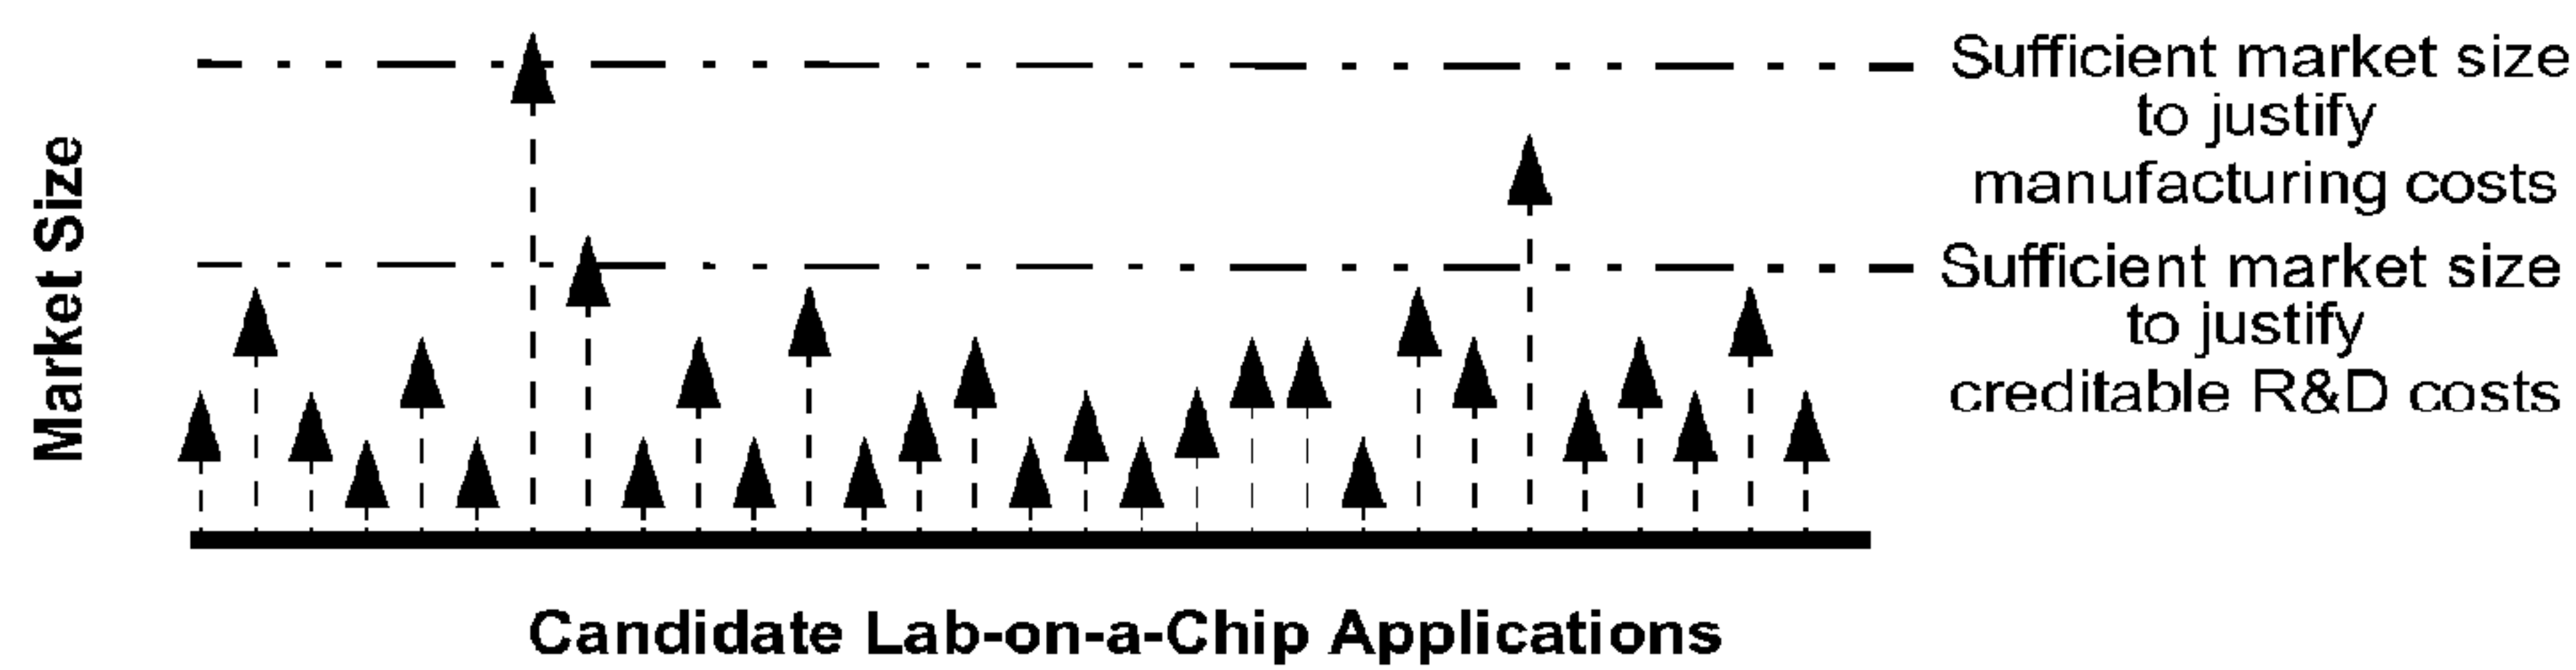 Market Size
Sufficient market size
to justify
manufacturing costs
Sufficient market size
to justify
creditable R&D costs
Candidate Lab-on-a-Chip Applications